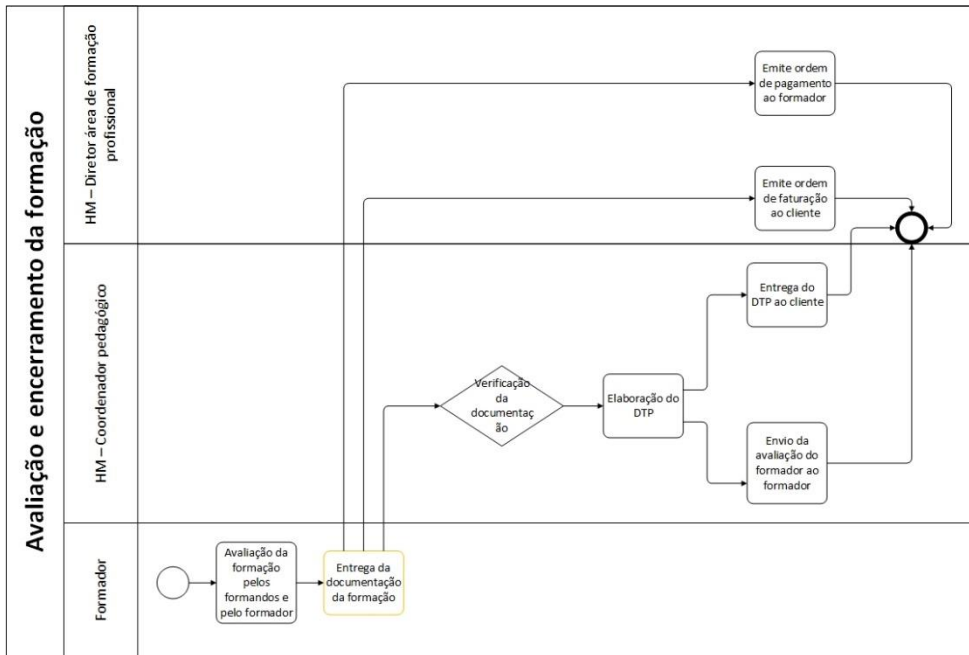 Avaliação e encerramento da formação
HM – Diretor área de formação
profissional
Emite ordem
de pagamento
ao formador
Emite ordem
de faturação
ao cliente
HM – Coordenador pedagógico
Verificação
da
documentaç
ão
Elaboração do
DTP
Entrega do
DTP ao cliente
Envio da
avaliação do
formador ao
formador
Formador
Avaliação da
formação
pelos
formandos e
pelo formador
Entrega da
documentação
da formação